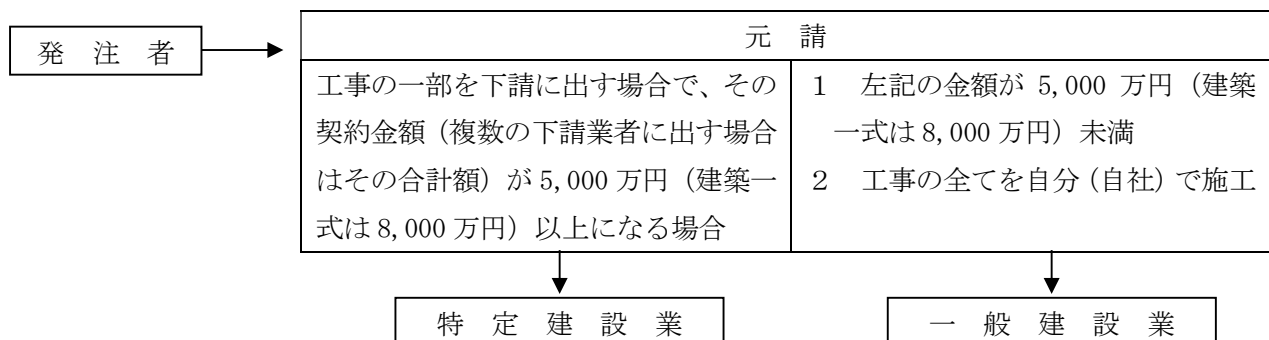 発 注 者
元 請
工事の一部を下請に出す場合で、その
契約金額（複数の下請業者に出す場合
はその合計額）が 5,000 万円（建築一
式は 8,000 万円）以上になる場合
1 左記の金額が 5,000 万円（建築
一式は 8,000 万円）未満
2 工事の全てを自分（自社）で施工
特 定 建 設 業
一 般 建 設 業